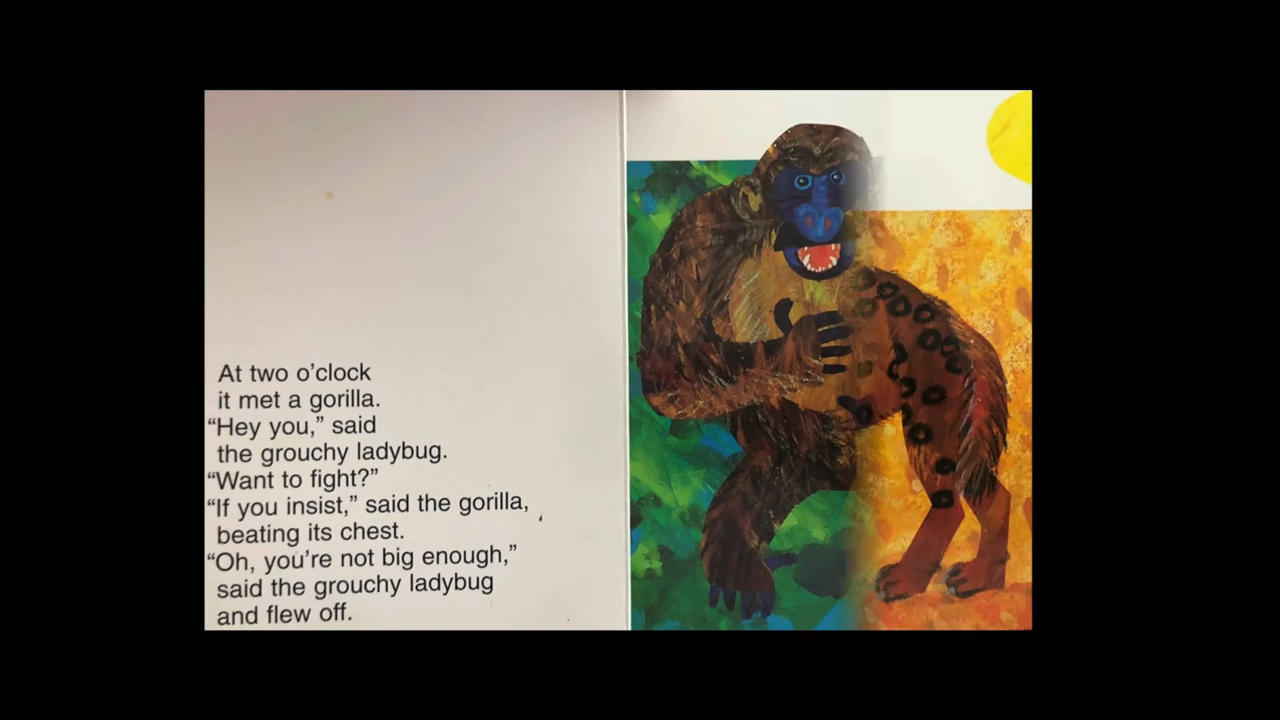 At two o’clock
it met a gorilla.
“Hey you,” said
the grouchy ladybug.
“Want to fight?”
“If you insist,” said the gorilla,
beating its chest.
“Oh, you’re not big enough,”
said the grouchy ladybug
and flew off.